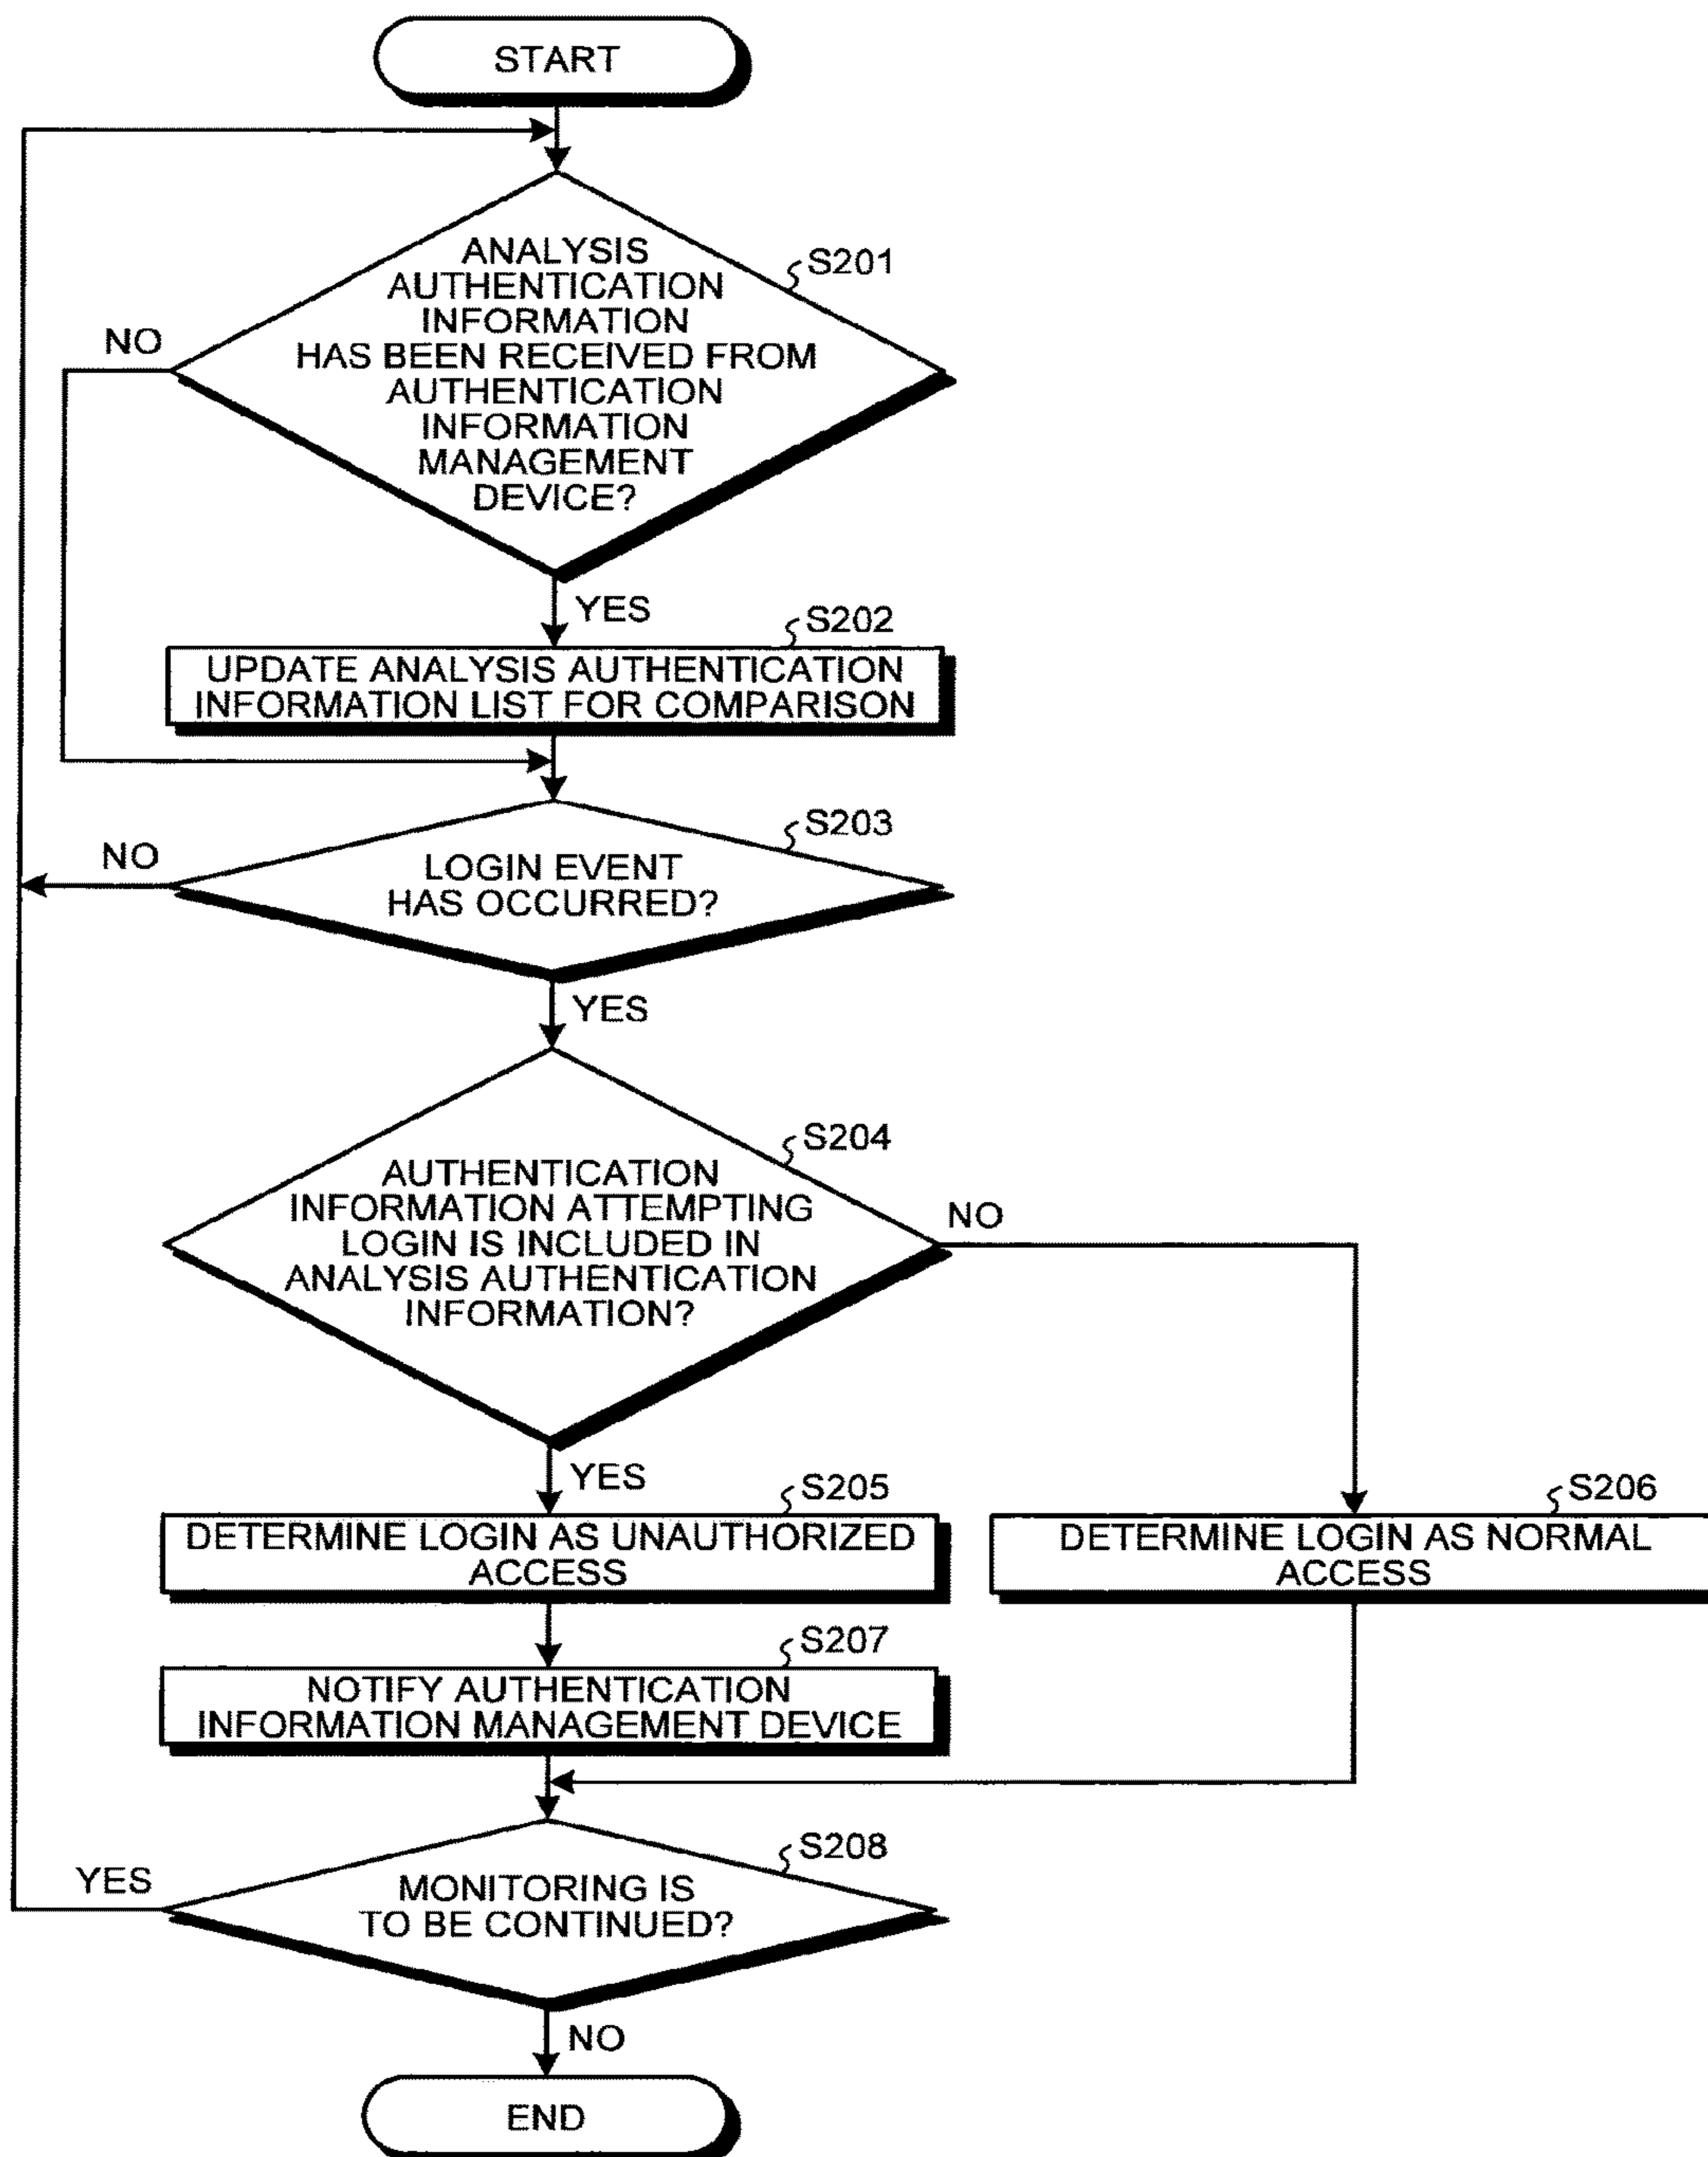 START
ANALYSIS
AUTHENTICATION
INFORMATION
HAS BEEN RECEIVED FROM
AUTHENTICATION
INFORMATION
MANAGEMENT
DEVICE?
S201
NO
YES
S202
UPDATE ANALYSIS AUTHENTICATION
INFORMATION LIST FOR COMPARISON
S203
NO
LOGIN EVENT
HAS OCCURRED?
YES
S204
AUTHENTICATION
INFORMATION ATTEMPTING
LOGIN IS INCLUDED IN
ANALYSIS AUTHENTICATION
INFORMATION?
NO
YES
S205
DETERMINE LOGIN AS UNAUTHORIZED
ACCESS
S206
DETERMINE LOGIN AS NORMAL
ACCESS
S207
NOTIFY AUTHENTICATION
INFORMATION MANAGEMENT DEVICE
S208
YES
MONITORING IS
TO BE CONTINUED?
NO
END